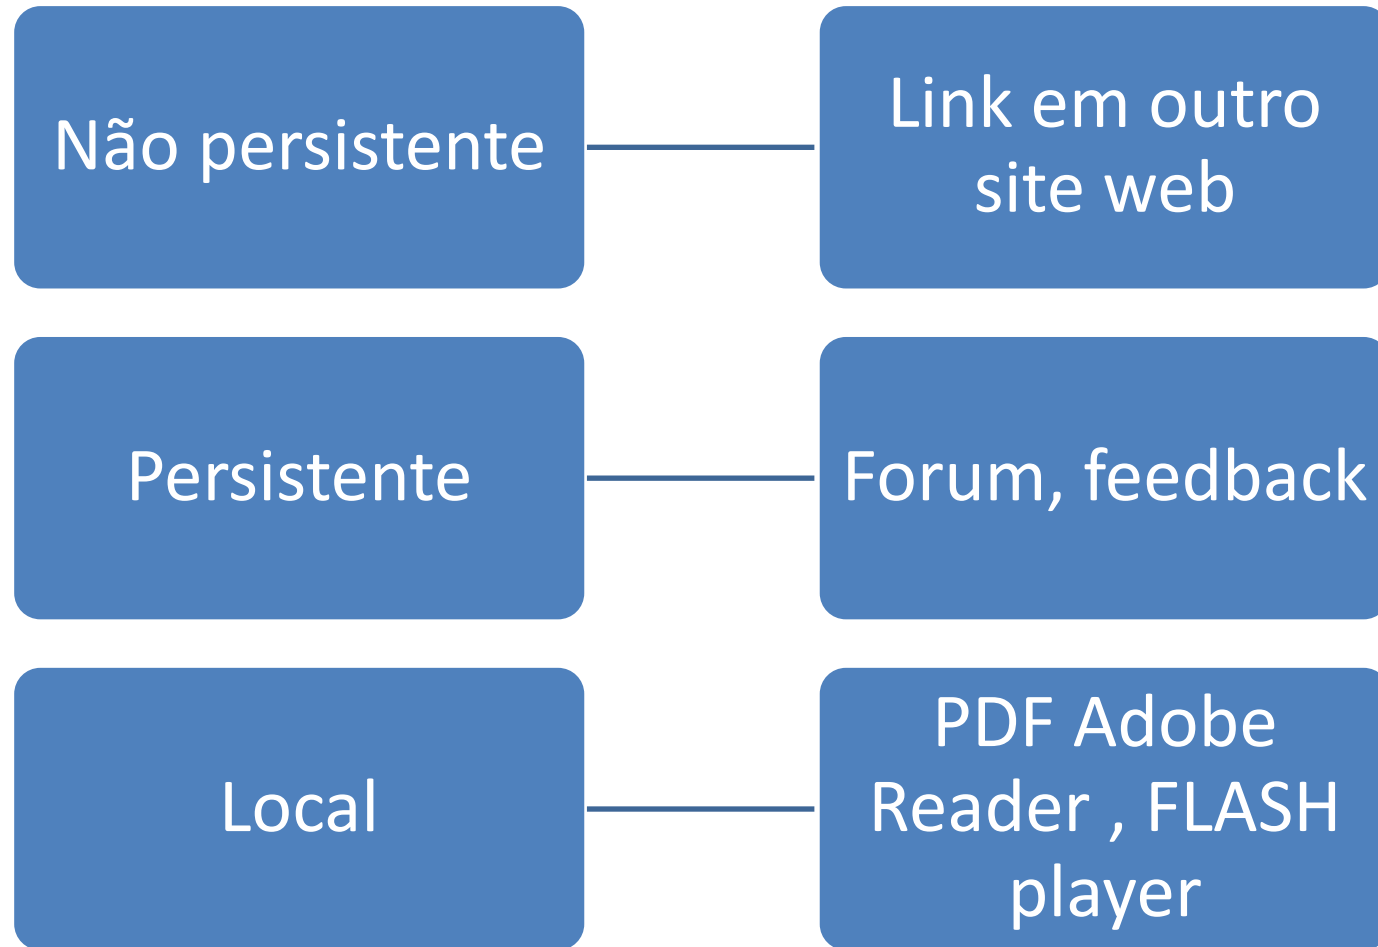 Não persistente
Link em outro
site web
Persistente
Forum, feedback
Local
PDF Adobe
Reader , FLASH
player